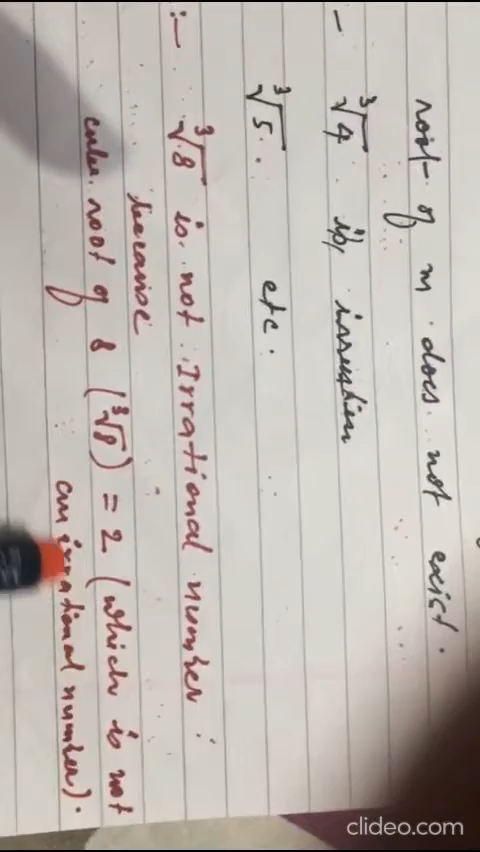 root of m does not exist.
- ∛4 is
∛5. etc.
:- ∛8 is not Irrational number:
because
cube root of 8 (∛8) = 2 (which is not
an irrational number).
clideo.com